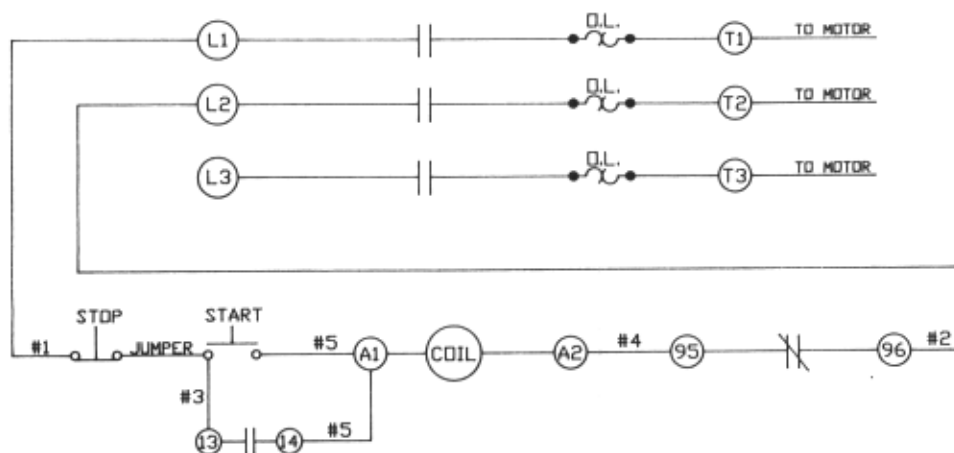 O.L.
L1 T1 TO MOTOR
O.L.
L2 T2 TO MOTOR
O.L.
L3 T3 TO MOTOR
STOP START
#1 JUMPER #5 A1 COIL A2 #4 95 96 #2
#3
13 14 #5